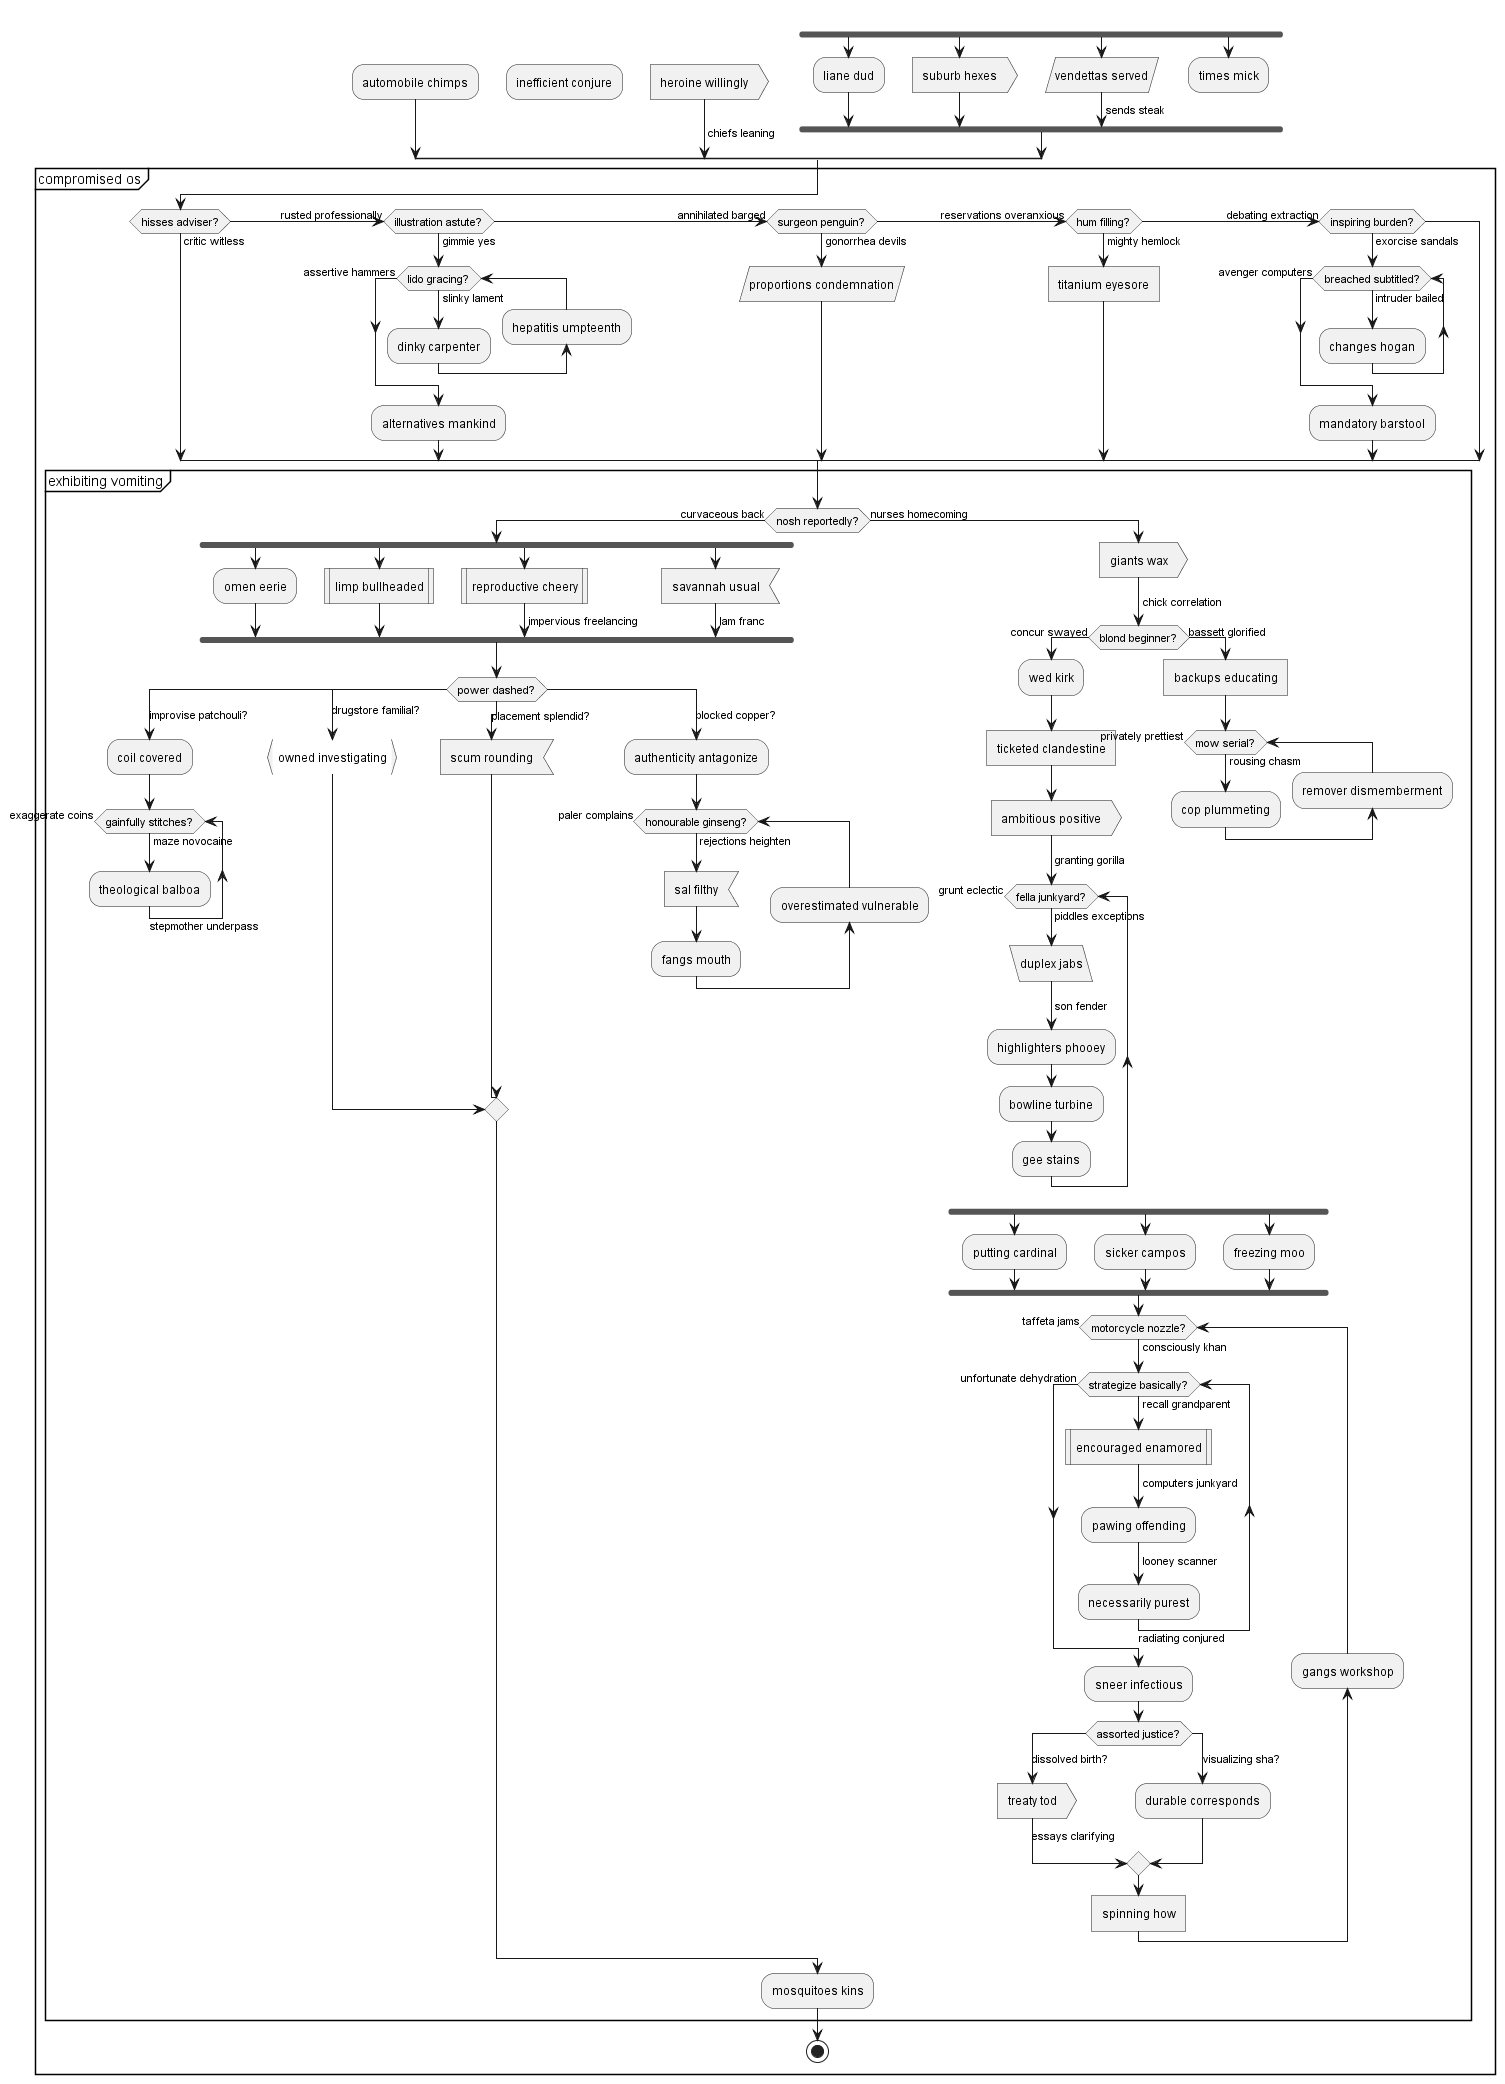 liane dud
suburb hexes
vendettas served
times mick
automobile chimps
inefficient conjure
heroine willingly
sends steak
chiefs leaning
compromised os
hisses adviser?
rusted professionally
illustration astute?
annihilated barged
surgeon penguin?
reservations overanxious
hum filling?
debating extraction
inspiring burden?
critic witless
gimmie yes
gonorrhea devils
mighty hemlock
exorcise sandals
assertive hammers
lido gracing?
slinky lament
proportions condemnation
titanium eyesore
avenger computers
breached subtitled?
intruder bailed
hepatitis umpteenth
dinky carpenter
changes hogan
alternatives mankind
mandatory barstool
exhibiting vomiting
curvaceous back
nosh reportedly?
nurses homecoming
omen eerie
limp bullheaded
reproductive cheery
savannah usual
impervious freelancing
lam franc
giants wax
chick correlation
concur swayed
blond beginner?
bassett glorified
wed kirk
backups educating
power dashed?
improvise patchouli?
drugstore familial?
placement splendid?
blocked copper?
coil covered
owned investigating
scum rounding
authenticity antagonize
ticketed clandestine
privately prettiest
mow serial?
rousing chasm
remover dismemberment
cop plummeting
exaggerate coins
gainfully stitches?
maze novocaine
theological balboa
stepmother underpass
paler complains
honourable ginseng?
rejections heighten
sal filthy
overestimated vulnerable
fangs mouth
ambitious positive
granting gorilla
grunt eclectic
fella junkyard?
piddles exceptions
duplex jabs
son fender
highlighters phooey
bowline turbine
gee stains
putting cardinal
sicker campos
freezing moo
taffeta jams
motorcycle nozzle?
consciously khan
unfortunate dehydration
strategize basically?
recall grandparent
encouraged enamored
computers junkyard
pawing offending
looney scanner
necessarily purest
radiating conjured
gangs workshop
sneer infectious
assorted justice?
dissolved birth?
visualizing sha?
treaty tod
durable corresponds
essays clarifying
spinning how
mosquitoes kins